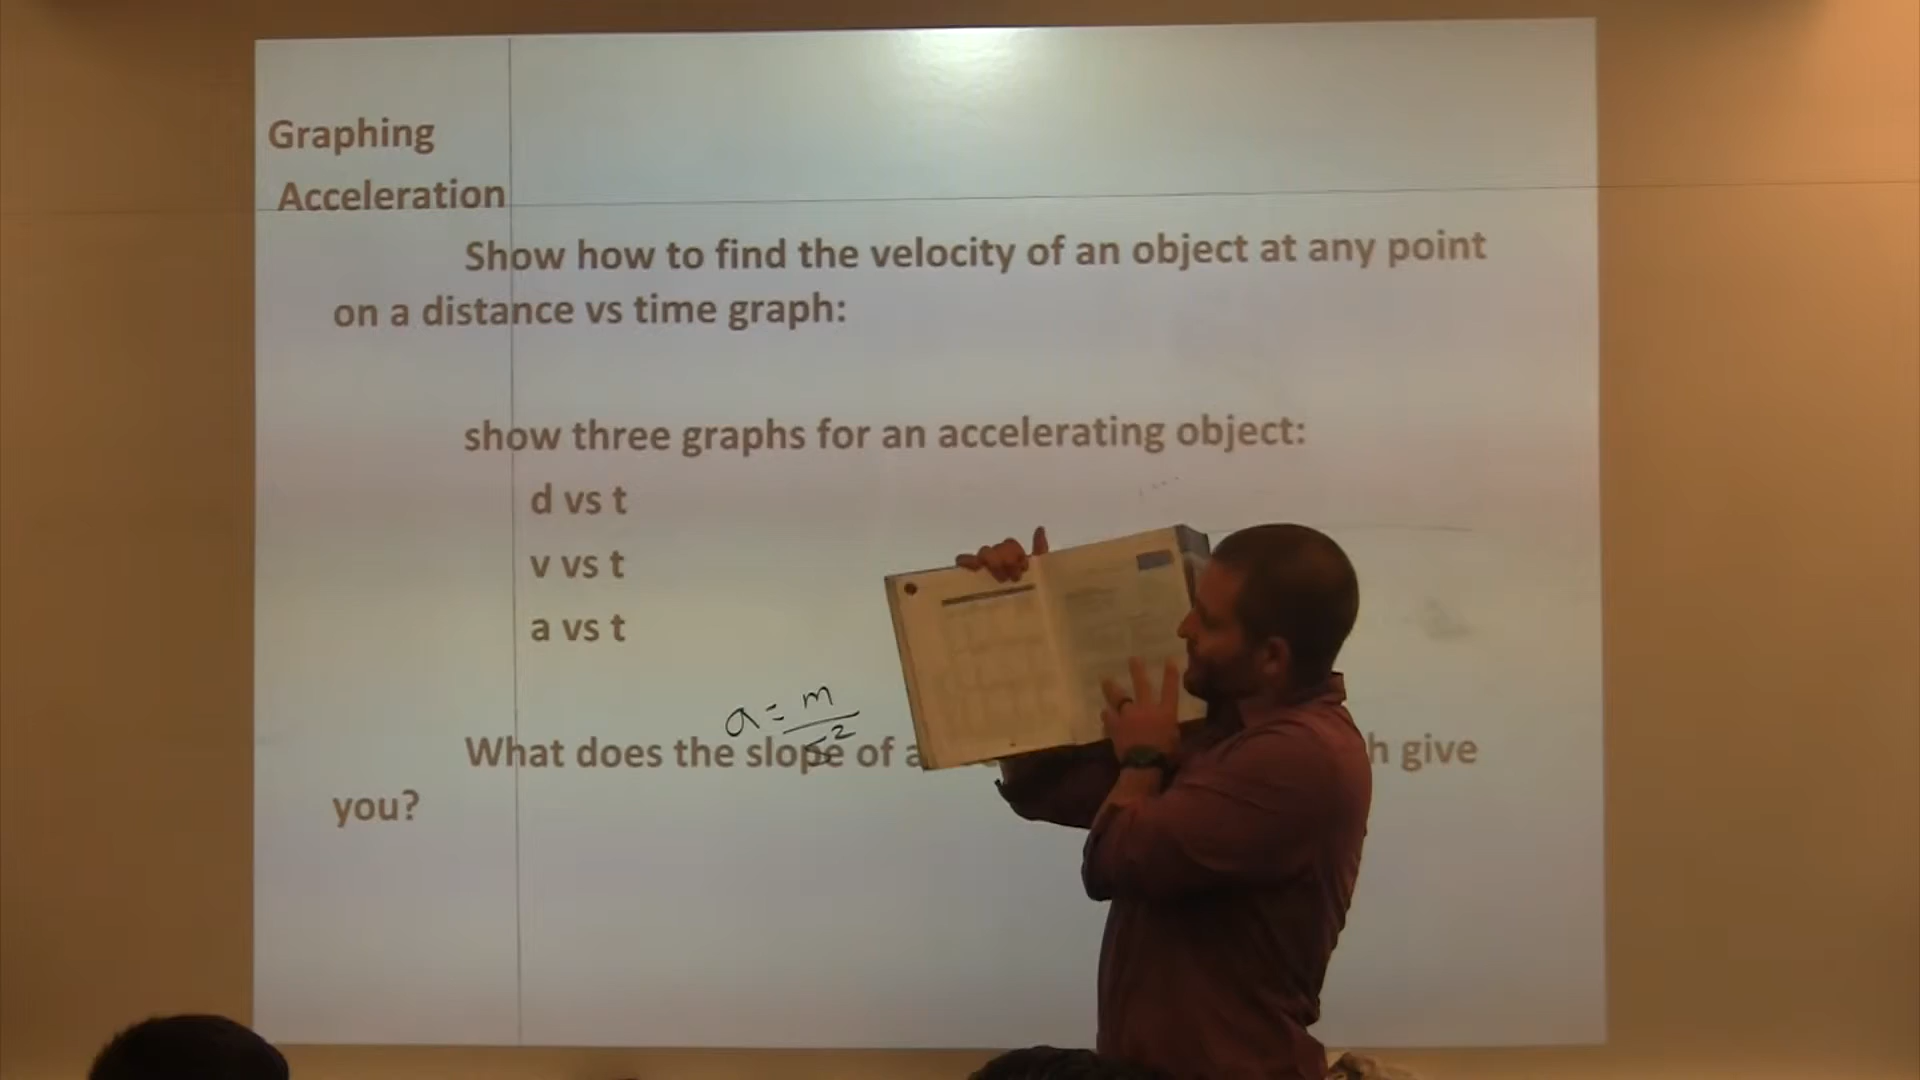 Graphing
Acceleration
Show how to find the velocity of an object at any point
on a distance vs time graph:
show three graphs for an accelerating object:
d vs t
v vs t
a vs t
a = m
s²
What does the slope of a h give
you?